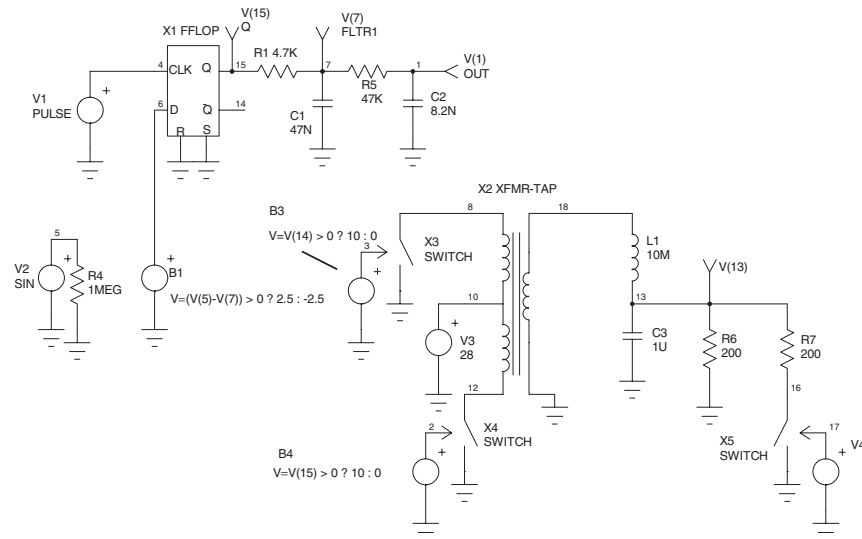 V(15)
Q
V(7)
FLTR1
X1 FFLOP
R1 4.7K
V(1)
OUT
4
CLK
Q
15
7
1
R5
47K
V1
PULSE
+
6
D
Q
14
R
S
C1
47N
C2
8.2N
X2 XFMR-TAP
B3
V=V(14) > 0 ? 10 : 0
8
18
3
X3
SWITCH
L1
10M
V(13)
5
V2
SIN
+
R4
1MEG
+
B1
V=(V(5)-V(7)) > 0 ? 2.5 : -2.5
+
10
+
V3
28
13
C3
1U
R6
200
R7
200
12
16
2
X4
SWITCH
X5
SWITCH
17
+
V4
B4
V=V(15) > 0 ? 10 : 0
+